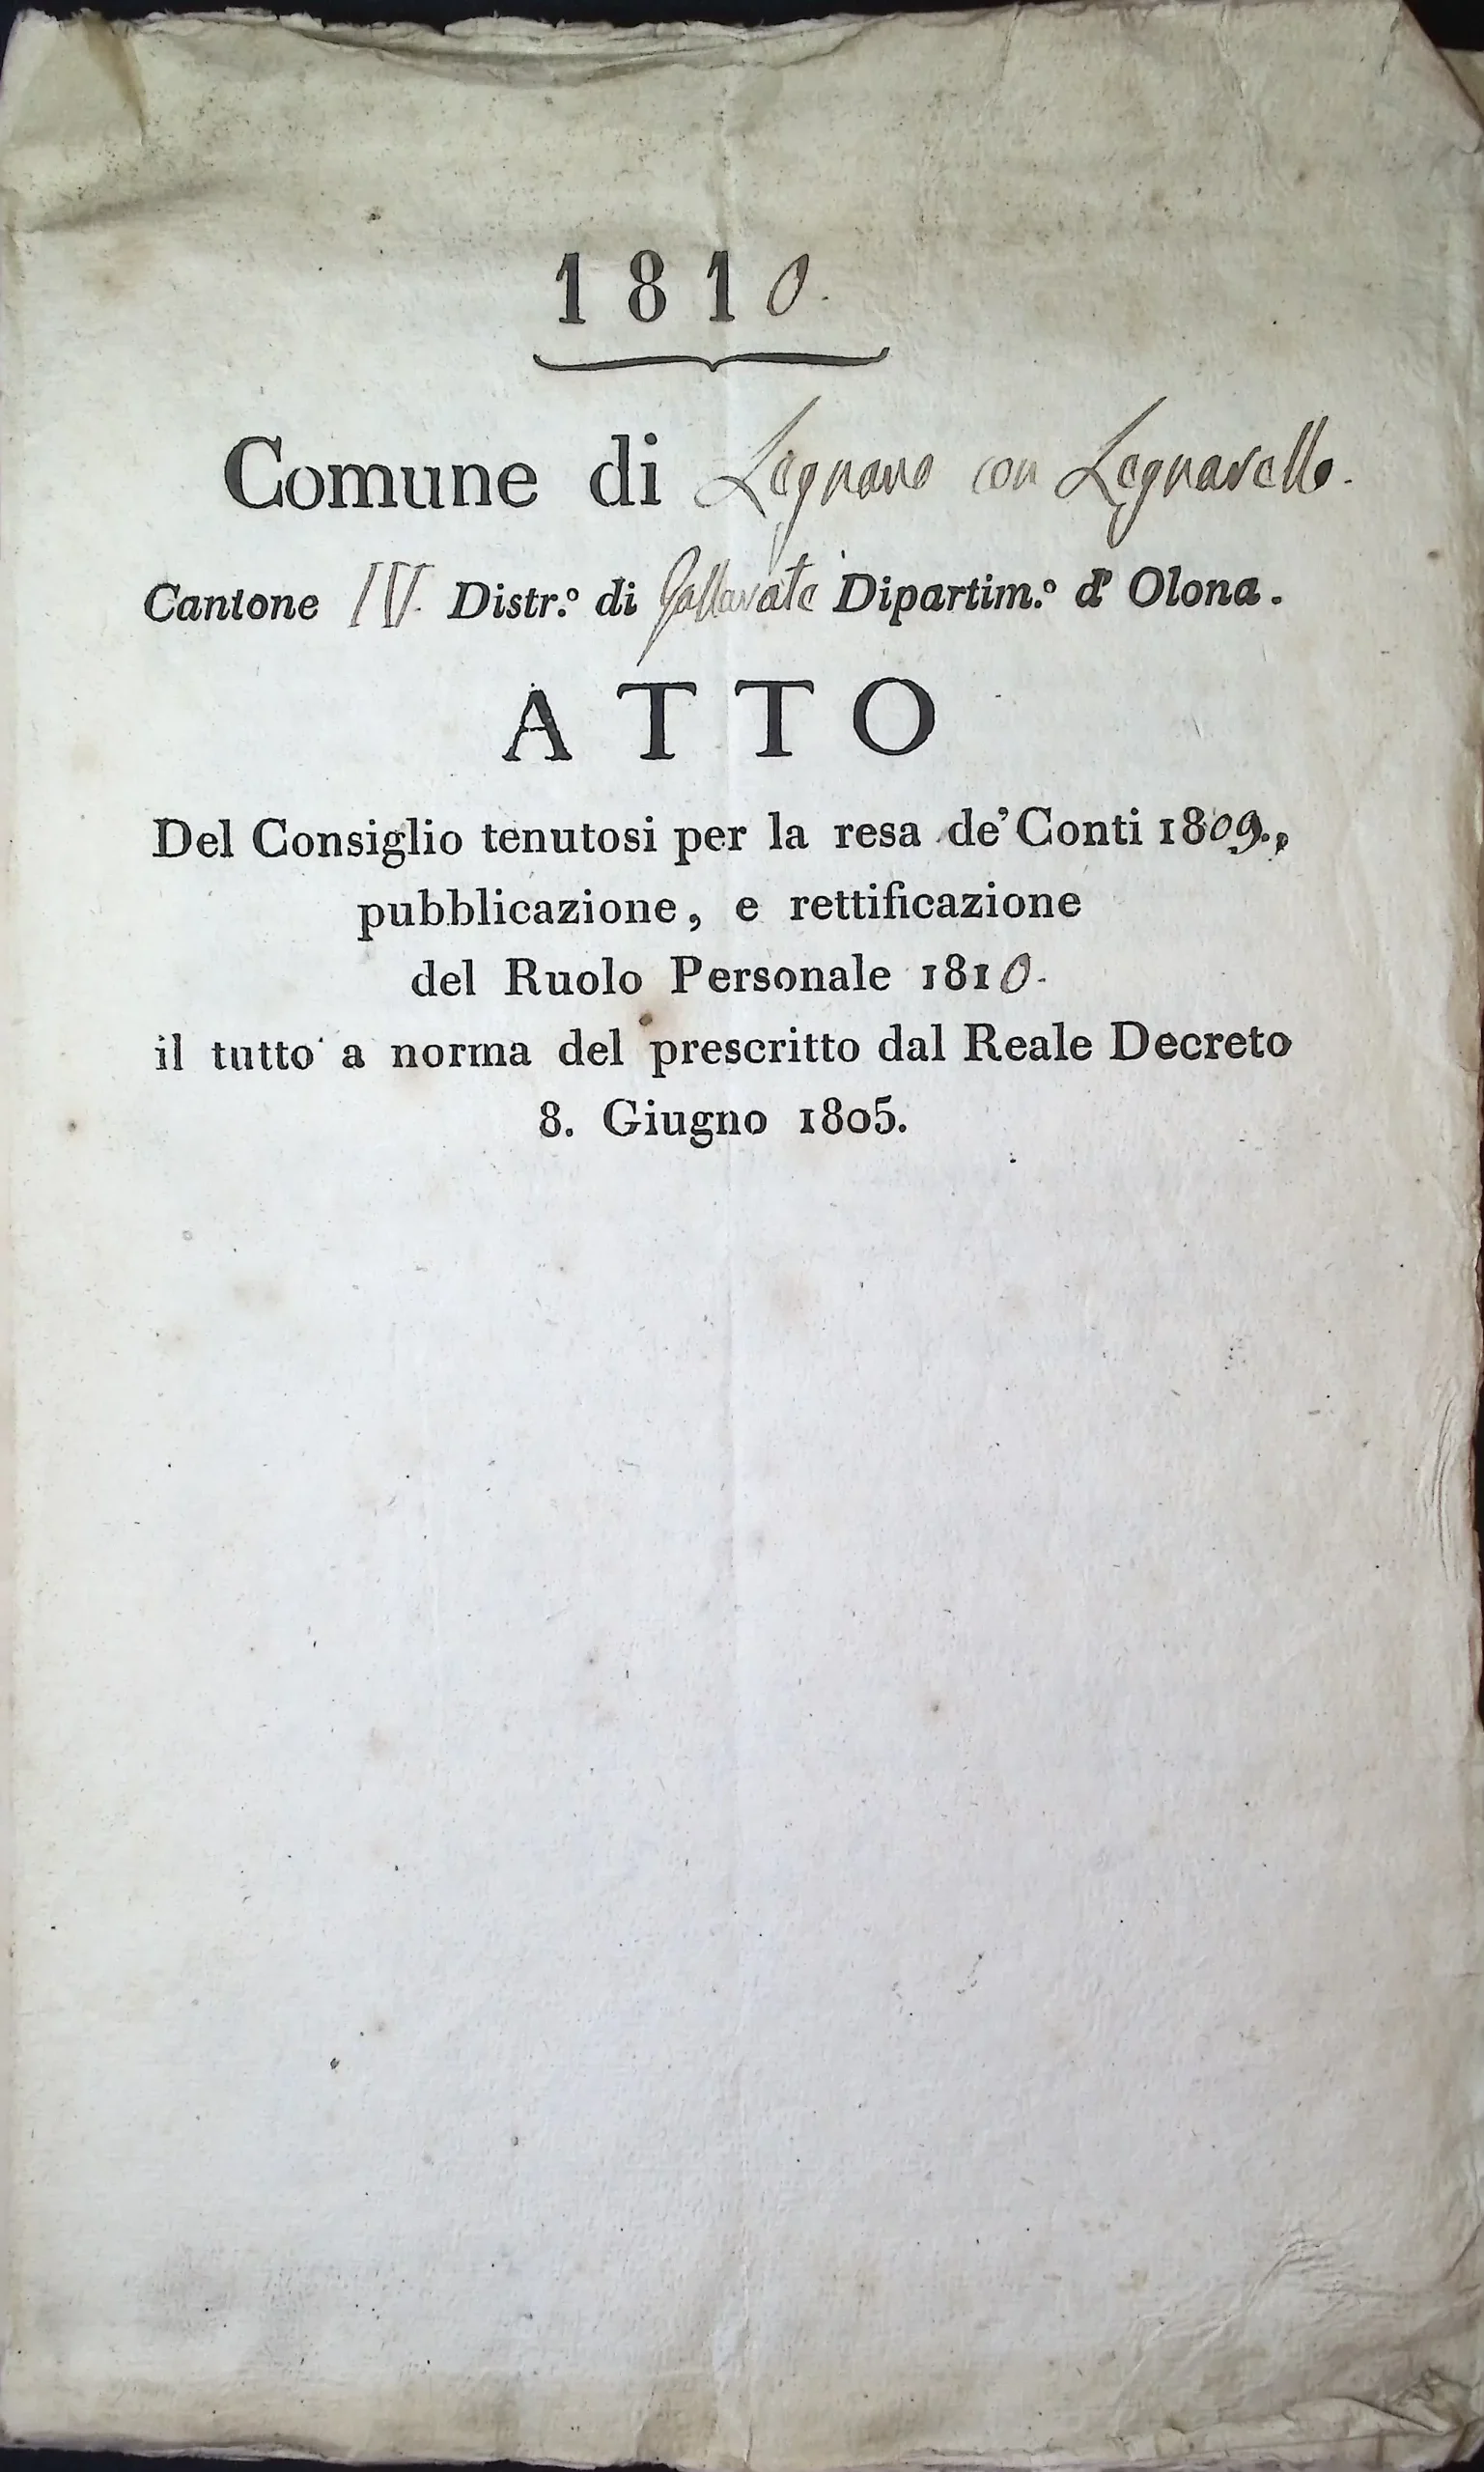 1810.
Comune di Legnano con Legnarello.
Cantone IV. Distr.º di Gallarate Dipartim.º d' Olona.
ATTO
Del Consiglio tenutosi per la resa de' Conti 1809.,
pubblicazione, e rettificazione
del Ruolo Personale 1810.
il tutto a norma del prescritto dal Reale Decreto
8. Giugno 1805.